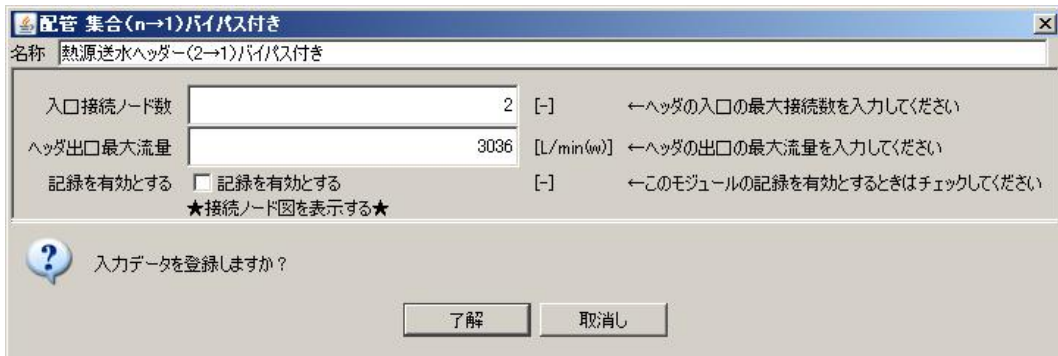 配管 集合(n→1)バイパス付き
名称 熱源送水ヘッダー(2→1)バイパス付き
入口接続ノード数 2 [-] ←ヘッダの入口の最大接続数を入力してください
ヘッダ出口最大流量 3036 [L/min(w)] ←ヘッダの出口の最大流量を入力してください
記録を有効とする 記録を有効とする [-] ←このモジュールの記録を有効とするときはチェックしてください
★接続ノード図を表示する★
入力データを登録しますか？
了解 取消し